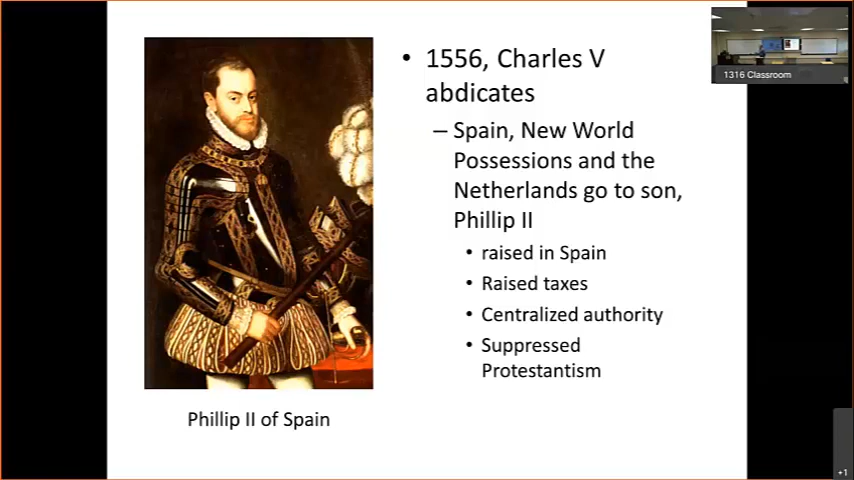 • 1556, Charles V
abdicates
– Spain, New World
Possessions and the
Netherlands go to son,
Phillip II
• raised in Spain
• Raised taxes
• Centralized authority
• Suppressed
Protestantism
Phillip II of Spain
1316 Classroom
+1